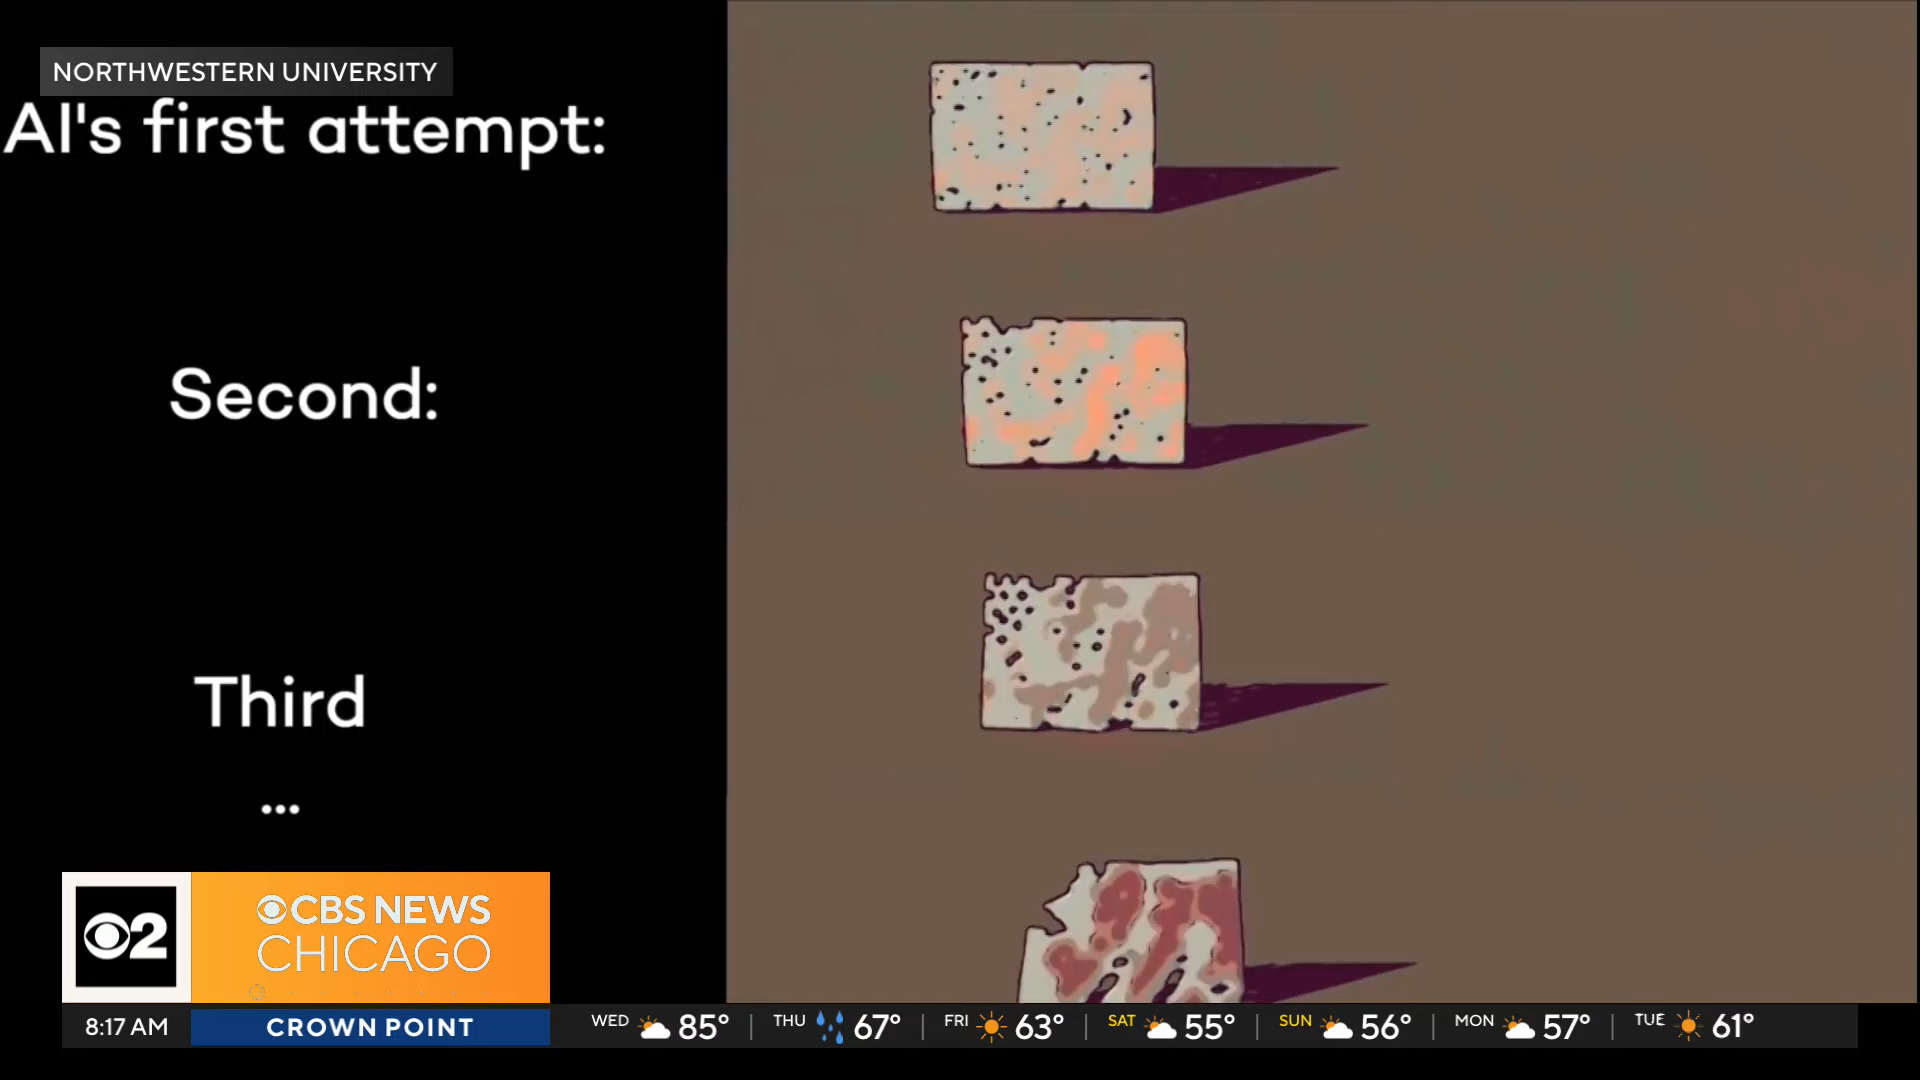 NORTHWESTERN UNIVERSITY
AI's first attempt:
Second:
Third
...
2
CBS NEWS
CHICAGO
8:17 AM
CROWN POINT
WED 85° | THU 67° | FRI 63° | SAT 55° | SUN 56° | MON 57° | TUE 61°